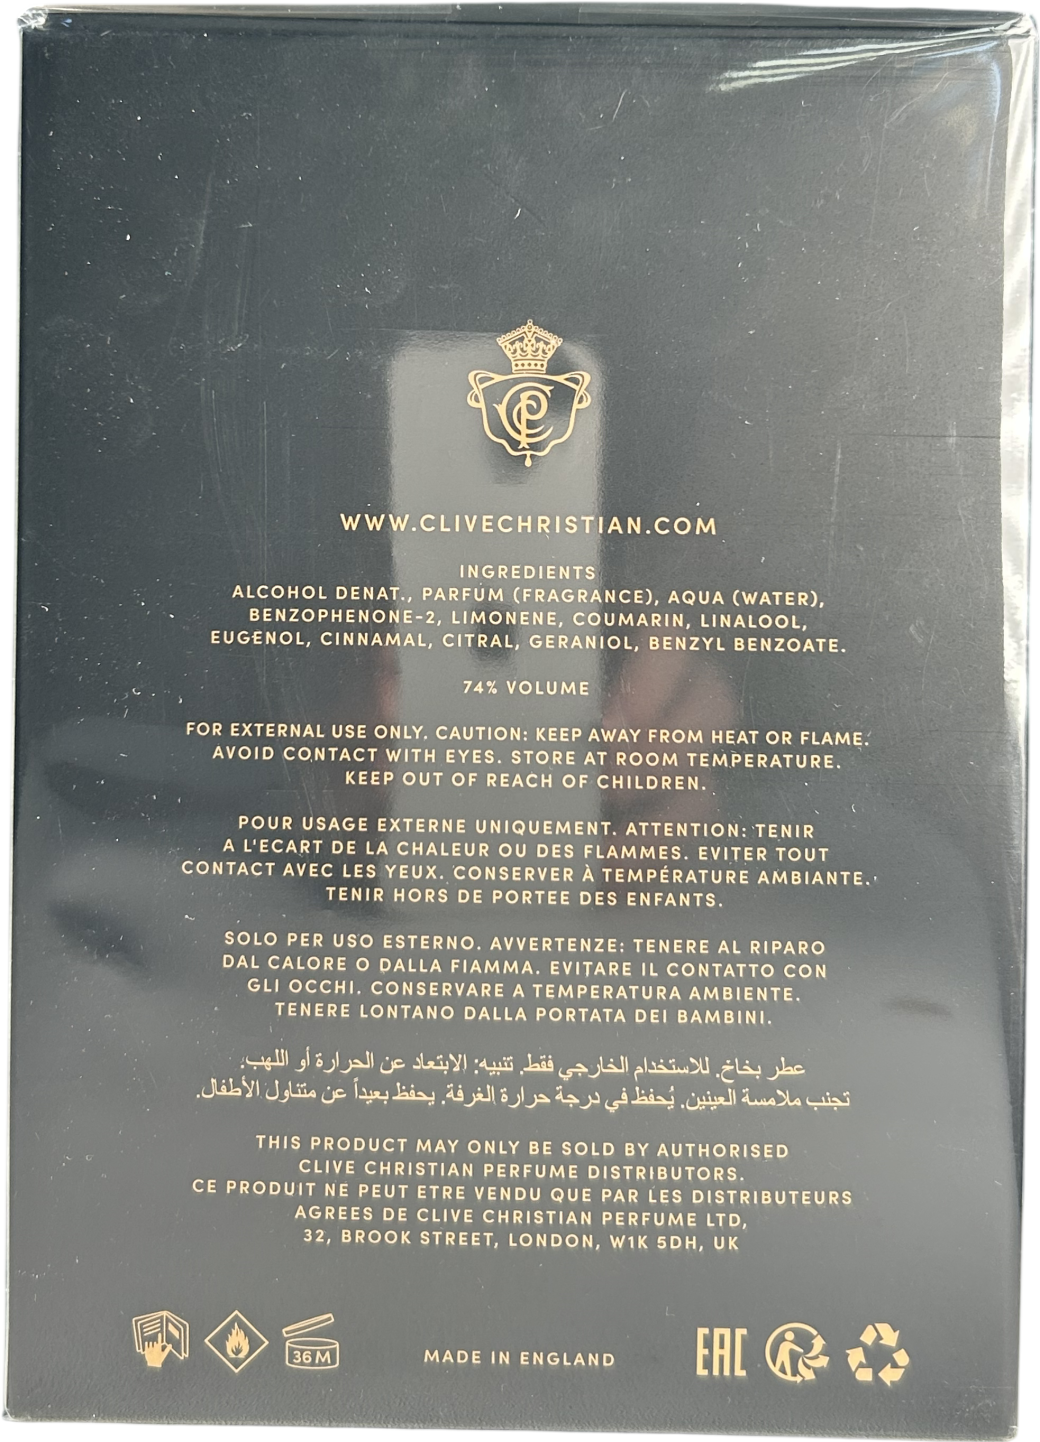 WWW.CLIVECHRISTIAN.COM
INGREDIENTS
ALCOHOL DENAT., PARFUM (FRAGRANCE), AQUA (WATER),
BENZOPHENONE-2, LIMONENE, COUMARIN, LINALOOL,
EUGENOL, CINNAMAL, CITRAL, GERANIOL, BENZYL BENZOATE.
74% VOLUME
FOR EXTERNAL USE ONLY. CAUTION: KEEP AWAY FROM HEAT OR FLAME.
AVOID CONTACT WITH EYES. STORE AT ROOM TEMPERATURE.
KEEP OUT OF REACH OF CHILDREN.
POUR USAGE EXTERNE UNIQUEMENT. ATTENTION: TENIR
A L'ECART DE LA CHALEUR OU DES FLAMMES. EVITER TOUT
CONTACT AVEC LES YEUX. CONSERVER À TEMPÉRATURE AMBIANTE.
TENIR HORS DE PORTEE DES ENFANTS.
SOLO PER USO ESTERNO. AVVERTENZE: TENERE AL RIPARO
DAL CALORE O DALLA FIAMMA. EVITARE IL CONTATTO CON
GLI OCCHI. CONSERVARE A TEMPERATURA AMBIENTE.
TENERE LONTANO DALLA PORTATA DEI BAMBINI.
عطر بخاخ. للاستخدام الخارجي فقط. تنبيه: الابتعاد عن الحرارة أو اللهب.
تجنب ملامسة العينين. يُحفظ في درجة حرارة الغرفة. يحفظ بعيداً عن متناول الأطفال.
THIS PRODUCT MAY ONLY BE SOLD BY AUTHORISED
CLIVE CHRISTIAN PERFUME DISTRIBUTORS.
CE PRODUIT NE PEUT ETRE VENDU QUE PAR LES DISTRIBUTEURS
AGREES DE CLIVE CHRISTIAN PERFUME LTD,
32, BROOK STREET, LONDON, W1K 5DH, UK
36 M
MADE IN ENGLAND
EAC